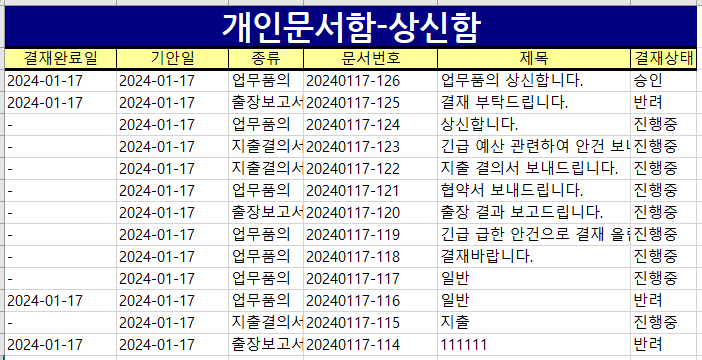 개인문서함-상신함
결재완료일 기안일 종류 문서번호 제목 결재상태
2024-01-17 2024-01-17 업무품의 20240117-126 업무품의 상신합니다. 승인
2024-01-17 2024-01-17 출장보고서 20240117-125 결재 부탁드립니다. 반려
- 2024-01-17 업무품의 20240117-124 상신합니다. 진행중
- 2024-01-17 지출결의서 20240117-123 긴급 예산 관련하여 안건 진행중
- 2024-01-17 지출결의서 20240117-122 지출 결의서 보내드립니다. 진행중
- 2024-01-17 업무품의 20240117-121 협약서 보내드립니다. 진행중
- 2024-01-17 출장보고서 20240117-120 출장 결과 보고드립니다. 진행중
- 2024-01-17 업무품의 20240117-119 긴급 급한 안건으로 결재 진행중
- 2024-01-17 업무품의 20240117-118 결재바랍니다. 진행중
- 2024-01-17 업무품의 20240117-117 일반 진행중
2024-01-17 2024-01-17 업무품의 20240117-116 일반 반려
- 2024-01-17 지출결의서 20240117-115 지출 진행중
2024-01-17 2024-01-17 출장보고서 20240117-114 111111 반려